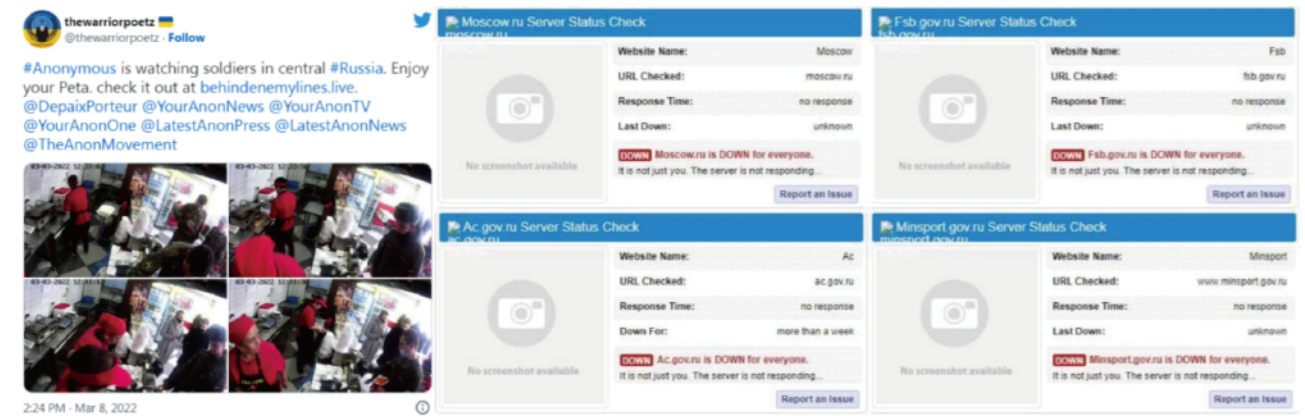 thewarriorpoetz
@thewarriorpoetz · Follow
#Anonymous is watching soldiers in central #Russia. Enjoy
your Peta. check it out at behindenemylines.live.
@DepaixPorteur @YourAnonNews @YourAnonTV
@YourAnonOne @LatestAnonPress @LatestAnonNews
@TheAnonMovement
2:24 PM · Mar 8, 2022
Moscow.ru Server Status Check
moscow.ru
No screenshot available
Website Name: Moscow
URL Checked: moscow.ru
Response Time: no response
Last Down: unknown
DOWN Moscow.ru is DOWN for everyone.
It is not just you. The server is not responding...
Report an Issue
Fsb.gov.ru Server Status Check
fsb.gov.ru
No screenshot available
Website Name: Fsb
URL Checked: fsb.gov.ru
Response Time: no response
Last Down: unknown
DOWN Fsb.gov.ru is DOWN for everyone.
It is not just you. The server is not responding...
Report an Issue
Ac.gov.ru Server Status Check
ac.gov.ru
No screenshot available
Website Name: Ac
URL Checked: ac.gov.ru
Response Time: no response
Down For: more than a week
DOWN Ac.gov.ru is DOWN for everyone.
It is not just you. The server is not responding...
Report an Issue
Minsport.gov.ru Server Status Check
minsport.gov.ru
No screenshot available
Website Name: Minsport
URL Checked: www.minsport.gov.ru
Response Time: no response
Last Down: unknown
DOWN Minsport.gov.ru is DOWN for everyone.
It is not just you. The server is not responding...
Report an Issue